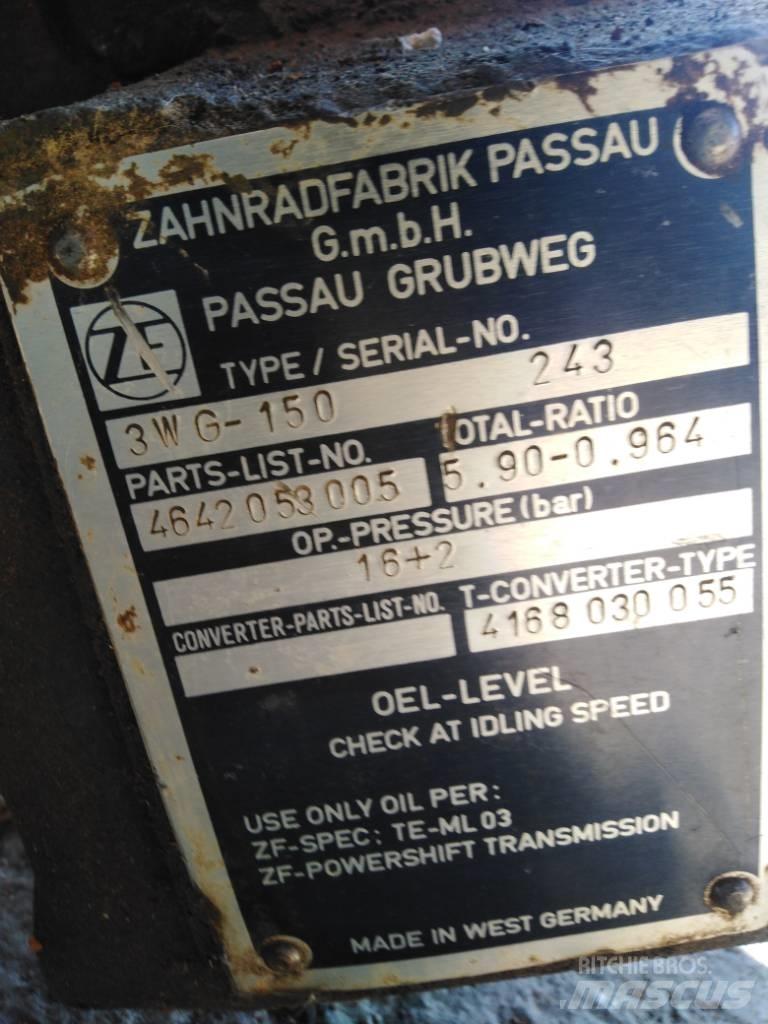 ZAHNRADFABRIK PASSAU
G.m.b.H.
PASSAU GRUBWEG
ZF
TYPE / SERIAL-NO.
3WG-150 243
PARTS-LIST-NO. TOTAL-RATIO
4642 053 005 5.90-0.964
OP.-PRESSURE (bar)
16+2
CONVERTER-PARTS-LIST-NO. T-CONVERTER-TYPE
4168 030 055
OEL-LEVEL
CHECK AT IDLING SPEED
USE ONLY OIL PER:
ZF-SPEC: TE-ML 03
ZF-POWERSHIFT TRANSMISSION
MADE IN WEST GERMANY
RITCHIE BROS.
MASCUS